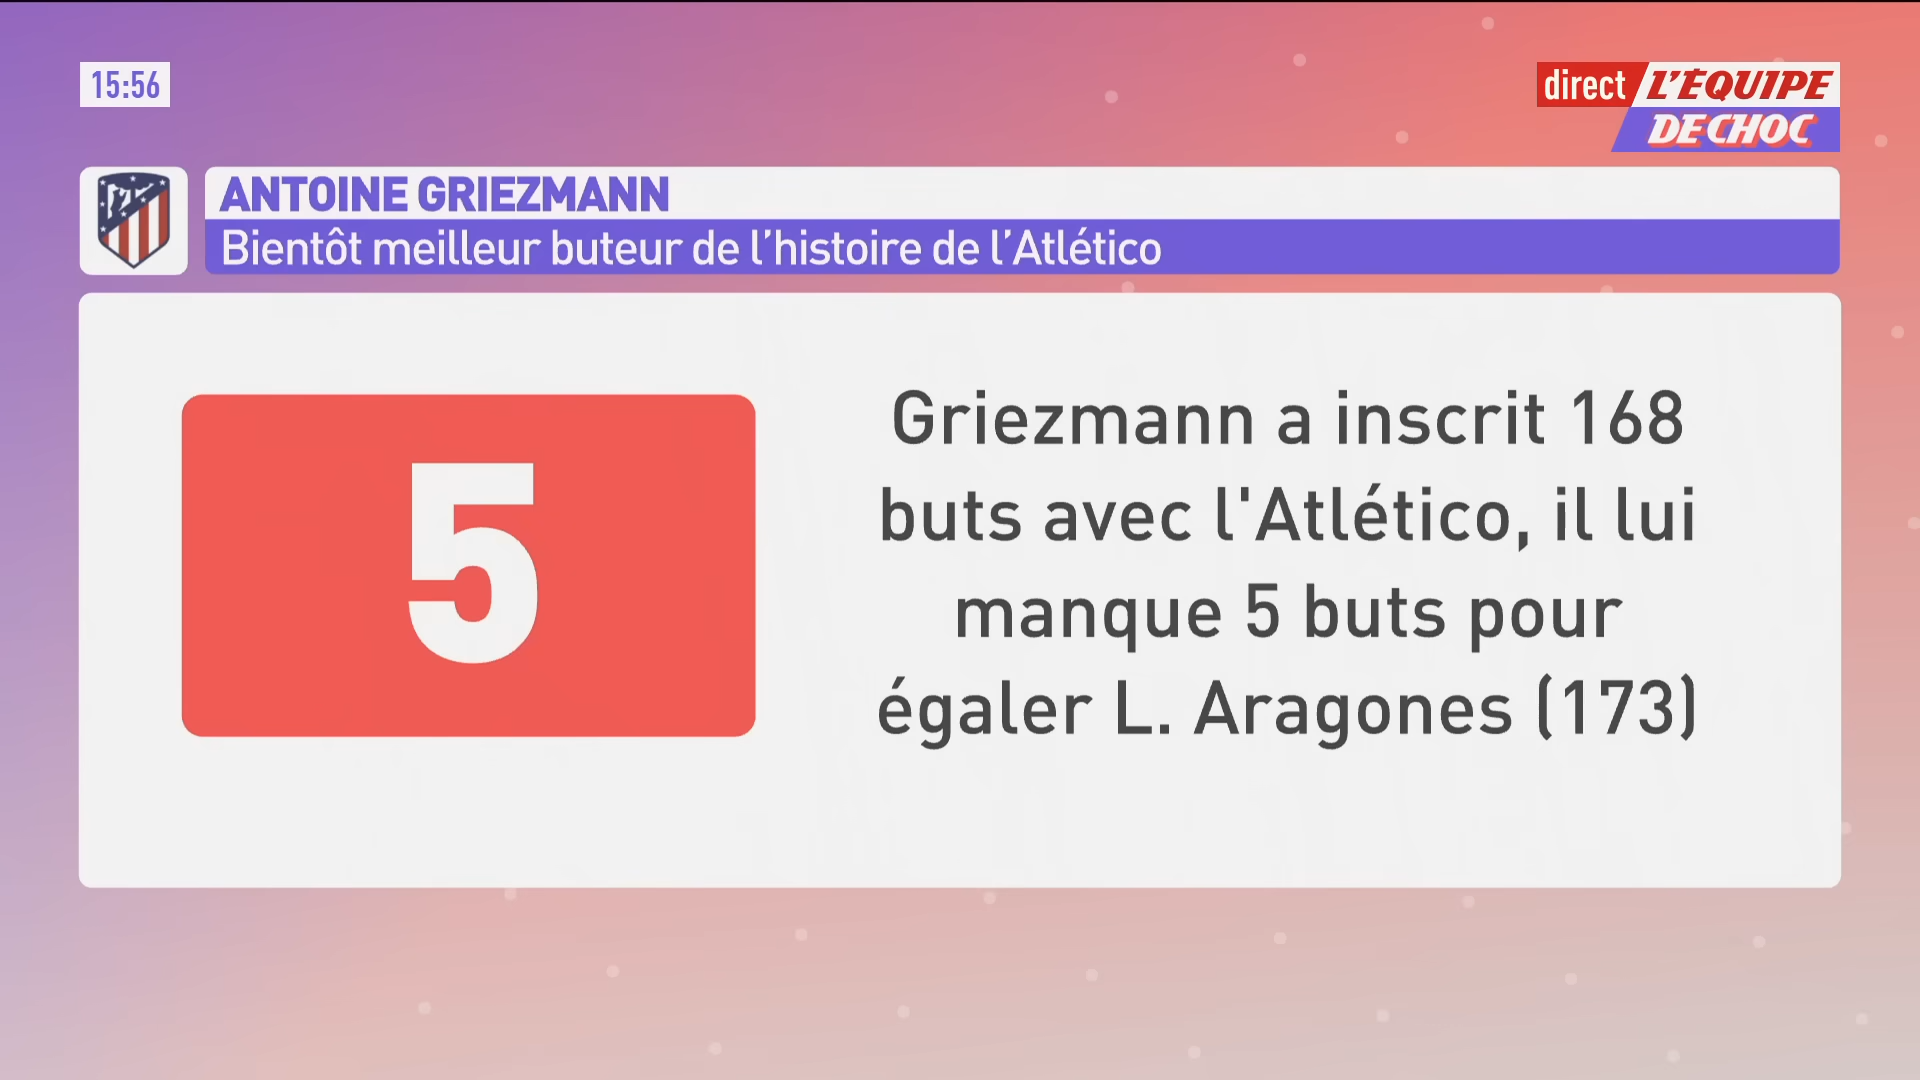 15:56
direct L'ÉQUIPE
DE CHOC
ANTOINE GRIEZMANN
Bientôt meilleur buteur de l’histoire de l’Atlético
5
Griezmann a inscrit 168
buts avec l'Atlético, il lui
manque 5 buts pour
égaler L. Aragones (173)